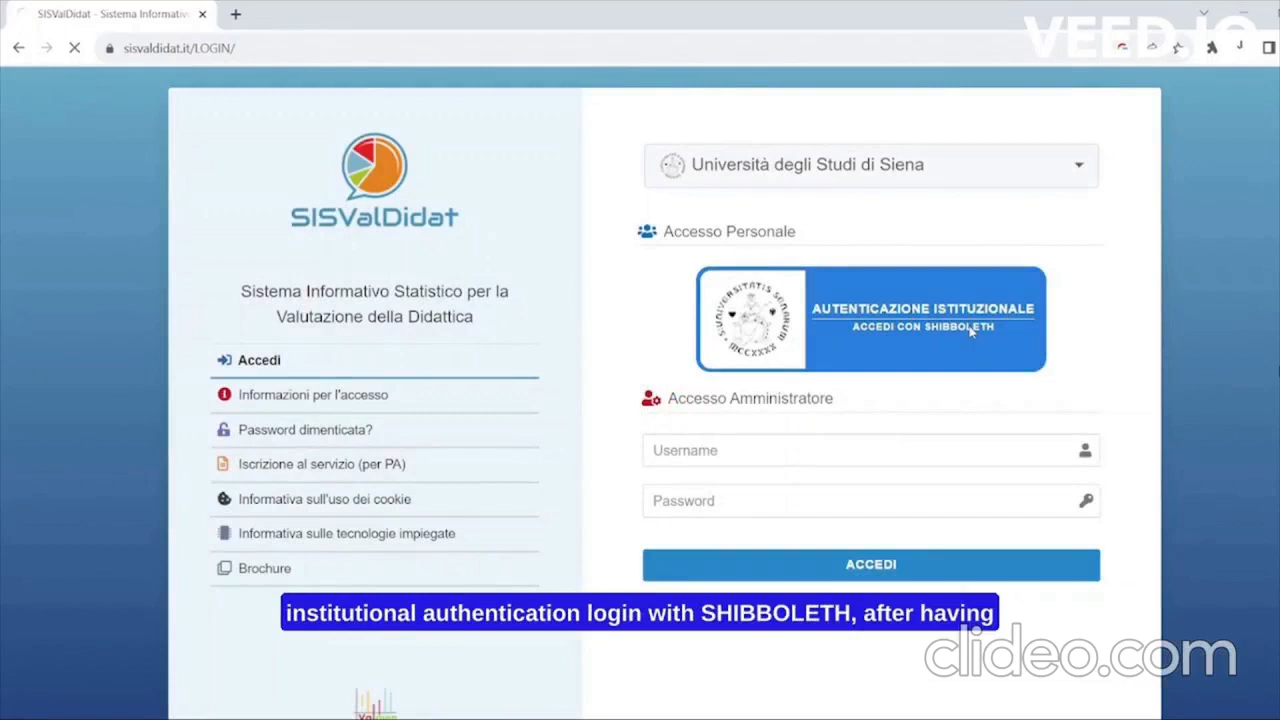 SISValDidat - Sistema Informativ
VEED.IO
sisvaldidat.it/LOGIN/
SISValDidat
Sistema Informativo Statistico per la
Valutazione della Didattica
Accedi
Informazioni per l'accesso
Password dimenticata?
Iscrizione al servizio (per PA)
Informativa sull'uso dei cookie
Informativa sulle tecnologie impiegate
Brochure
Università degli Studi di Siena
Accesso Personale
AUTENTICAZIONE ISTITUZIONALE
ACCEDI CON SHIBBOLETH
Accesso Amministratore
Username
Password
ACCEDI
institutional authentication login with SHIBBOLETH, after having
clideo.com